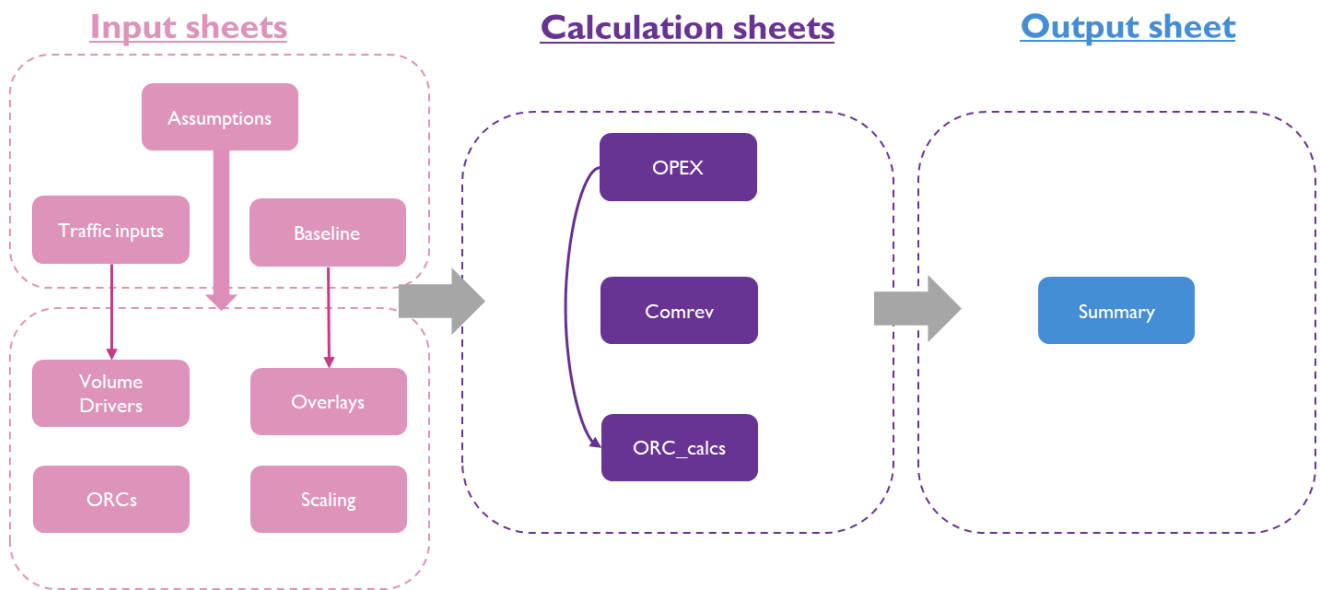 Input sheets
Calculation sheets
Output sheet
Assumptions
Traffic inputs
Baseline
Volume
Drivers
Overlays
ORCs
Scaling
OPEX
Comrev
ORC_calcs
Summary